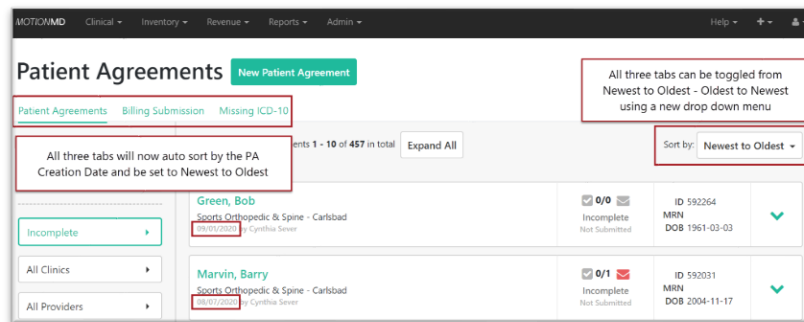 MOTIONMD Clinical Inventory Revenue Reports Admin Help +
Patient Agreements New Patient Agreement
All three tabs can be toggled from
Newest to Oldest - Oldest to Newest
using a new drop down menu
Patient Agreements Billing Submission Missing ICD-10
All three tabs will now auto sort by the PA
Creation Date and be set to Newest to Oldest
ents 1 - 10 of 457 in total Expand All Sort by: Newest to Oldest
Incomplete
All Clinics
All Providers
Green, Bob
Sports Orthopedic & Spine - Carlsbad
09/01/2020 by Cynthia Sever
0/0
Incomplete
Not Submitted
ID 592264
MRN
DOB 1961-03-03
Marvin, Barry
Sports Orthopedic & Spine - Carlsbad
08/07/2020 by Cynthia Sever
0/1
Incomplete
Not Submitted
ID 592031
MRN
DOB 2004-11-17